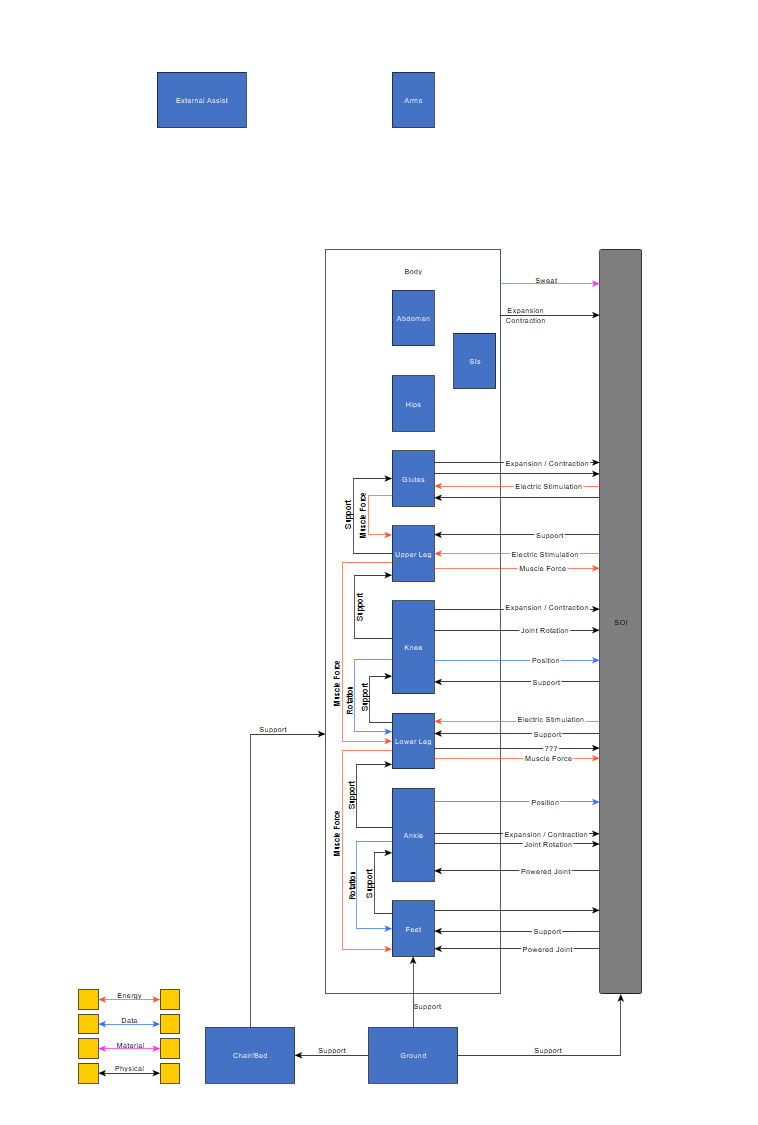 External Assist
Arms
Body
Sweat
Abdomen
Expansion
Contraction
SIs
Hips
Glutes
Expansion / Contraction
Electric Stimulation
Support
Muscle Force
Upper Leg
Support
Electric Stimulation
Muscle Force
Support
Knee
Expansion / Contraction
Joint Rotation
SOI
Position
Support
Muscle Force
Rotation
Support
Lower Leg
Electric Stimulation
Support
???
Muscle Force
Support
Support
Muscle Force
Ankle
Position
Expansion / Contraction
Joint Rotation
Powered Joint
Rotation
Support
Feet
Support
Powered Joint
Support
Energy
Data
Material
Physical
Chair/Bed
Support
Ground
Support